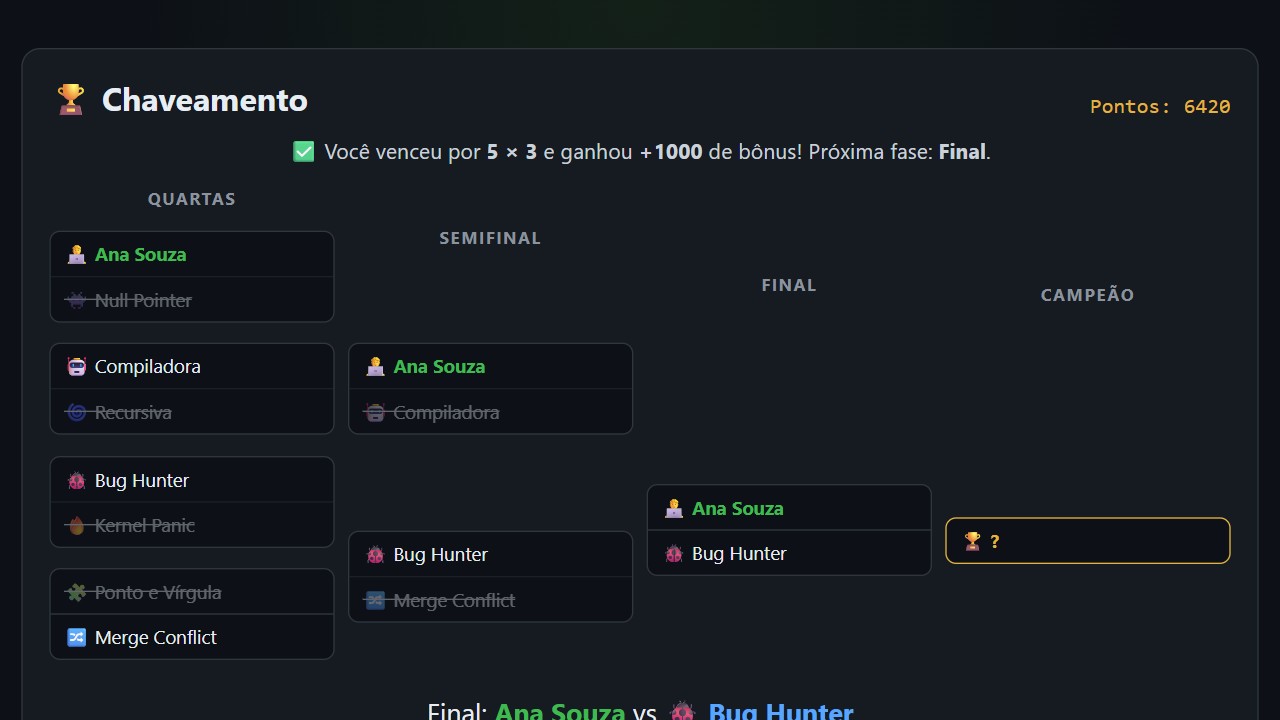 🏆 Chaveamento
Pontos: 6420
✅ Você venceu por 5 × 3 e ganhou +1000 de bônus! Próxima fase: Final.
QUARTAS
Ana Souza
Null Pointer
Compiladora
Recursiva
Bug Hunter
Kernel Panic
Ponto e Vírgula
Merge Conflict
SEMIFINAL
Ana Souza
Compiladora
Bug Hunter
Merge Conflict
FINAL
Ana Souza
Bug Hunter
CAMPEÃO
🏆 ?
Final: Ana Souza vs 🐞 Bug Hunter